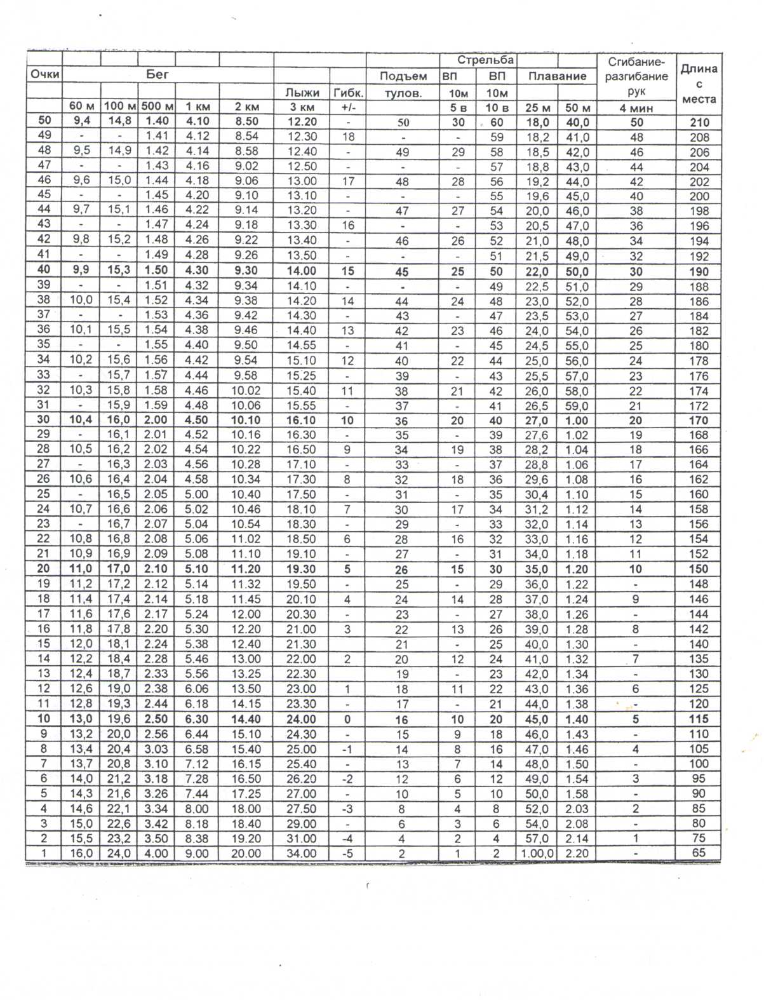 Стрельба Сгибание-
Очки Бег Подъем ВП ВП Плавание разгибание Длина
Лыжи Гибк. тулов. 10м 10м рук с
60 м 100 м 500 м 1 км 2 км 3 км +/- 5 в 10 в 25 м 50 м 4 мин места
50 9,4 14,8 1.40 4.10 8.50 12.20 - 50 30 60 18,0 40,0 50 210
49 - - 1.41 4.12 8.54 12.30 18 - - 59 18,2 41,0 48 208
48 9,5 14,9 1.42 4.14 8.58 12.40 - 49 29 58 18,5 42,0 46 206
47 - - 1.43 4.16 9.02 12.50 - - - 57 18,8 43,0 44 204
46 9,6 15,0 1.44 4.18 9.06 13.00 17 48 28 56 19,2 44,0 42 202
45 - - 1.45 4.20 9.10 13.10 - - - 55 19,6 45,0 40 200
44 9,7 15,1 1.46 4.22 9.14 13.20 - 47 27 54 20,0 46,0 38 198
43 - - 1.47 4.24 9.18 13.30 16 - - 53 20,5 47,0 36 196
42 9,8 15,2 1.48 4.26 9.22 13.40 - 46 26 52 21,0 48,0 34 194
41 - - 1.49 4.28 9.26 13.50 - - - 51 21,5 49,0 32 192
40 9,9 15,3 1.50 4.30 9.30 14.00 15 45 25 50 22,0 50,0 30 190
39 - - 1.51 4.32 9.34 14.10 - - - 49 22,5 51,0 29 188
38 10,0 15,4 1.52 4.34 9.38 14.20 14 44 24 48 23,0 52,0 28 186
37 - - 1.53 4.36 9.42 14.30 - 43 - 47 23,5 53,0 27 184
36 10,1 15,5 1.54 4.38 9.46 14.40 13 42 23 46 24,0 54,0 26 182
35 - - 1.55 4.40 9.50 14.55 - 41 - 45 24,5 55,0 25 180
34 10,2 15,6 1.56 4.42 9.54 15.10 12 40 22 44 25,0 56,0 24 178
33 - 15,7 1.57 4.44 9.58 15.25 - 39 - 43 25,5 57,0 23 176
32 10,3 15,8 1.58 4.46 10.02 15.40 11 38 21 42 26,0 58,0 22 174
31 - 15,9 1.59 4.48 10.06 15.55 - 37 - 41 26,5 59,0 21 172
30 10,4 16,0 2.00 4.50 10.10 16.10 10 36 20 40 27,0 1.00 20 170
29 - 16,1 2.01 4.52 10.16 16.30 - 35 - 39 27,6 1.02 19 168
28 10,5 16,2 2.02 4.54 10.22 16.50 9 34 19 38 28,2 1.04 18 166
27 - 16,3 2.03 4.56 10.28 17.10 - 33 - 37 28,8 1.06 17 164
26 10,6 16,4 2.04 4.58 10.34 17.30 8 32 18 36 29,6 1.08 16 162
25 - 16,5 2.05 5.00 10.40 17.50 - 31 - 35 30,4 1.10 15 160
24 10,7 16,6 2.06 5.02 10.46 18.10 7 30 17 34 31,2 1.12 14 158
23 - 16,7 2.07 5.04 10.54 18.30 - 29 - 33 32,0 1.14 13 156
22 10,8 16,8 2.08 5.06 11.02 18.50 6 28 16 32 33,0 1.16 12 154
21 10,9 16,9 2.09 5.08 11.10 19.10 - 27 - 31 34,0 1.18 11 152
20 11,0 17,0 2.10 5.10 11.20 19.30 5 26 15 30 35,0 1.20 10 150
19 11,2 17,2 2.12 5.14 11.32 19.50 - 25 - 29 36,0 1.22 - 148
18 11,4 17,4 2.14 5.18 11.45 20.10 4 24 14 28 37,0 1.24 9 146
17 11,6 17,6 2.17 5.24 12.00 20.30 - 23 - 27 38,0 1.26 - 144
16 11,8 17,8 2.20 5.30 12.20 21.00 3 22 13 26 39,0 1.28 8 142
15 12,0 18,1 2.24 5.38 12.40 21.30 21 - 25 40,0 1.30 - 140
14 12,2 18,4 2.28 5.46 13.00 22.00 2 20 12 24 41,0 1.32 7 135
13 12,4 18,7 2.33 5.56 13.25 22.30 19 - 23 42,0 1.34 - 130
12 12,6 19,0 2.38 6.06 13.50 23.00 1 18 11 22 43,0 1.36 6 125
11 12,8 19,3 2.44 6.18 14.15 23.30 - 17 - 21 44,0 1.38 - 120
10 13,0 19,6 2.50 6.30 14.40 24.00 0 16 10 20 45,0 1.40 5 115
9 13,2 20,0 2.56 6.44 15.10 24.30 - 15 9 18 46,0 1.43 - 110
8 13,4 20,4 3.03 6.58 15.40 25.00 -1 14 8 16 47,0 1.46 4 105
7 13,7 20,8 3.10 7.12 16.15 25.40 - 13 7 14 48,0 1.50 - 100
6 14,0 21,2 3.18 7.28 16.50 26.20 -2 12 6 12 49,0 1.54 3 95
5 14,3 21,6 3.26 7.44 17.25 27.00 - 10 5 10 50,0 1.58 - 90
4 14,6 22,1 3.34 8.00 18.00 27.50 -3 8 4 8 52,0 2.03 2 85
3 15,0 22,6 3.42 8.18 18.40 29.00 - 6 3 6 54,0 2.08 - 80
2 15,5 23,2 3.50 8.38 19.20 31.00 -4 4 2 4 57,0 2.14 1 75
1 16,0 24,0 4.00 9.00 20.00 34.00 -5 2 1 2 1.00,0 2.20 - 65